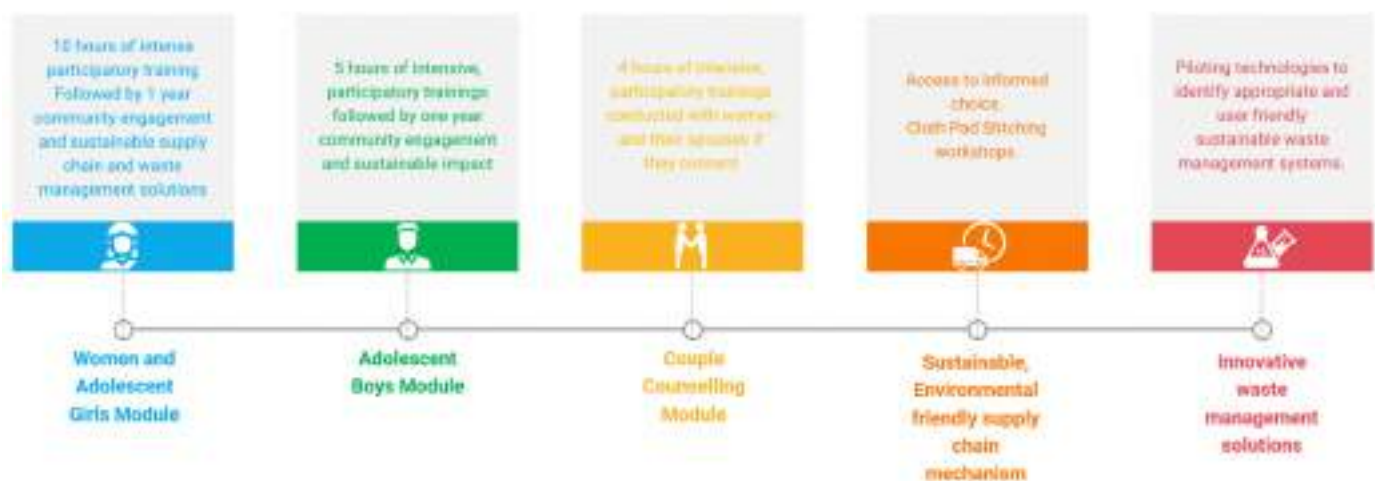 10 hours of intense
participatory training
Followed by 1 year
community engagement
and sustainable supply
chain and waste
management solutions
5 hours of intensive,
participatory trainings
followed by one year
community engagement
and sustainable impact
4 hours of intensive,
participatory trainings
conducted with women
and their spouses if
they consent
Access to informed
choice.
Cloth Pad Stitching
workshops.
Piloting technologies to
identify appropriate and
user friendly
sustainable waste
management systems.
Women and
Adolescent
Girls Module
Adolescent
Boys Module
Couple
Counselling
Module
Sustainable,
Environmental
friendly supply
chain
mechanism
Innovative
waste
management
solutions